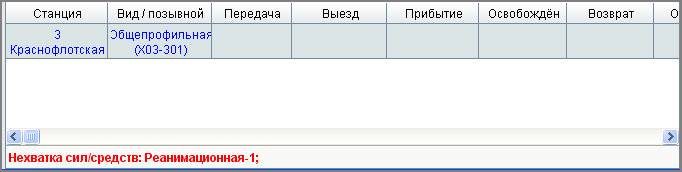 Станция Вид / позывной Передача Выезд Прибытие Освобождён Возврат О
3 Общепрофильная
Краснофлотская (Х03-301)
Нехватка сил/средств: Реанимационная-1;